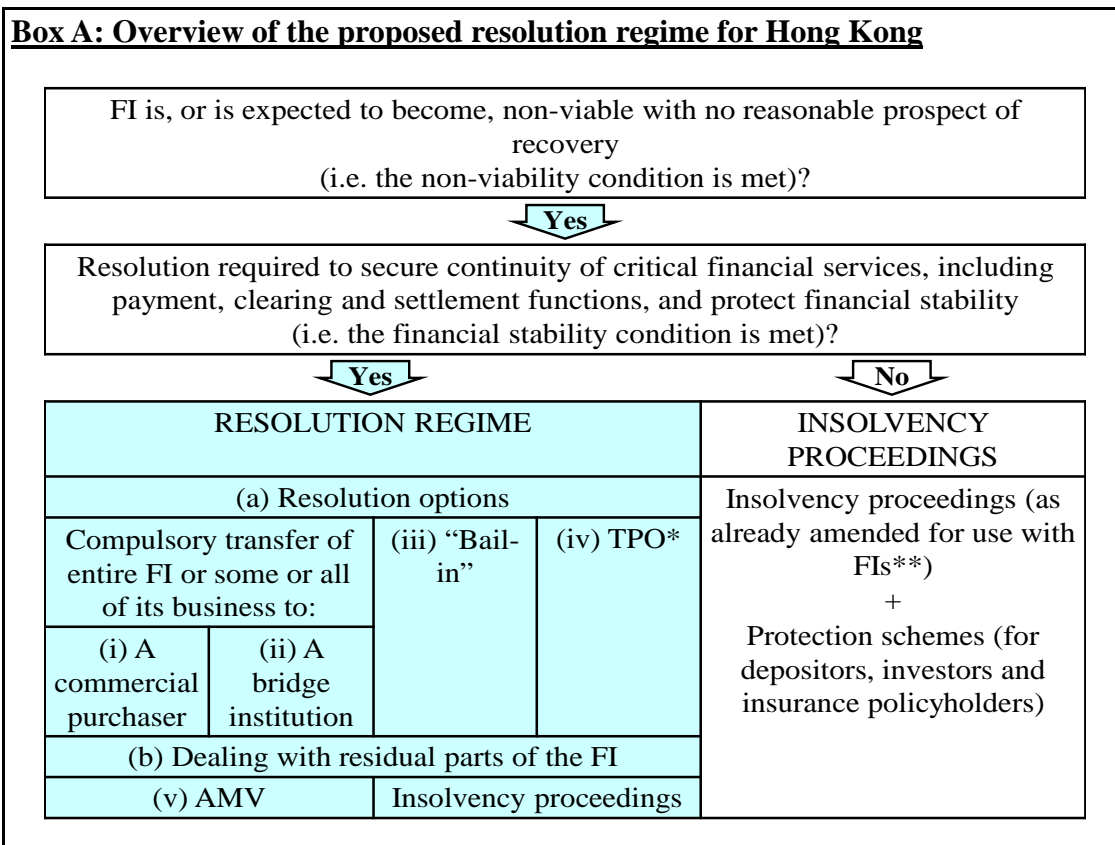 Box A: Overview of the proposed resolution regime for Hong Kong
FI is, or is expected to become, non-viable with no reasonable prospect of
recovery
(i.e. the non-viability condition is met)?
Yes
Resolution required to secure continuity of critical financial services, including
payment, clearing and settlement functions, and protect financial stability
(i.e. the financial stability condition is met)?
Yes
No
RESOLUTION REGIME
(a) Resolution options
Compulsory transfer of
entire FI or some or all
of its business to:
(i) A
commercial
purchaser
(ii) A
bridge
institution
(iii) “Bail-
in”
(iv) TPO*
(b) Dealing with residual parts of the FI
(v) AMV
Insolvency proceedings
INSOLVENCY
PROCEEDINGS
Insolvency proceedings (as
already amended for use with
FIs**)
+
Protection schemes (for
depositors, investors and
insurance policyholders)